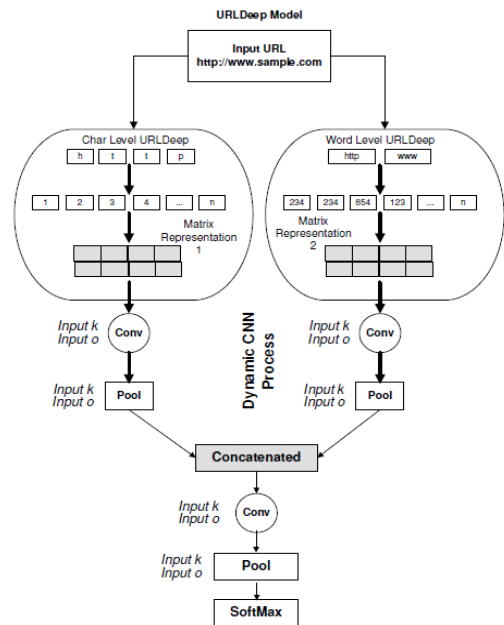 URLDeep Model
Input URL
http://www.sample.com
Char Level URLDeep
h t t p
1 2 3 4 ... n
Matrix
Representation
1
Input k
Input o
Conv
Input k
Input o
Pool
Word Level URLDeep
http www
234 234 654 123 ... n
Matrix
Representation
2
Input k
Input o
Conv
Input k
Input o
Pool
Dynamic CNN
Process
Concatenated
Input k
Input o
Conv
Input k
Input o
Pool
SoftMax